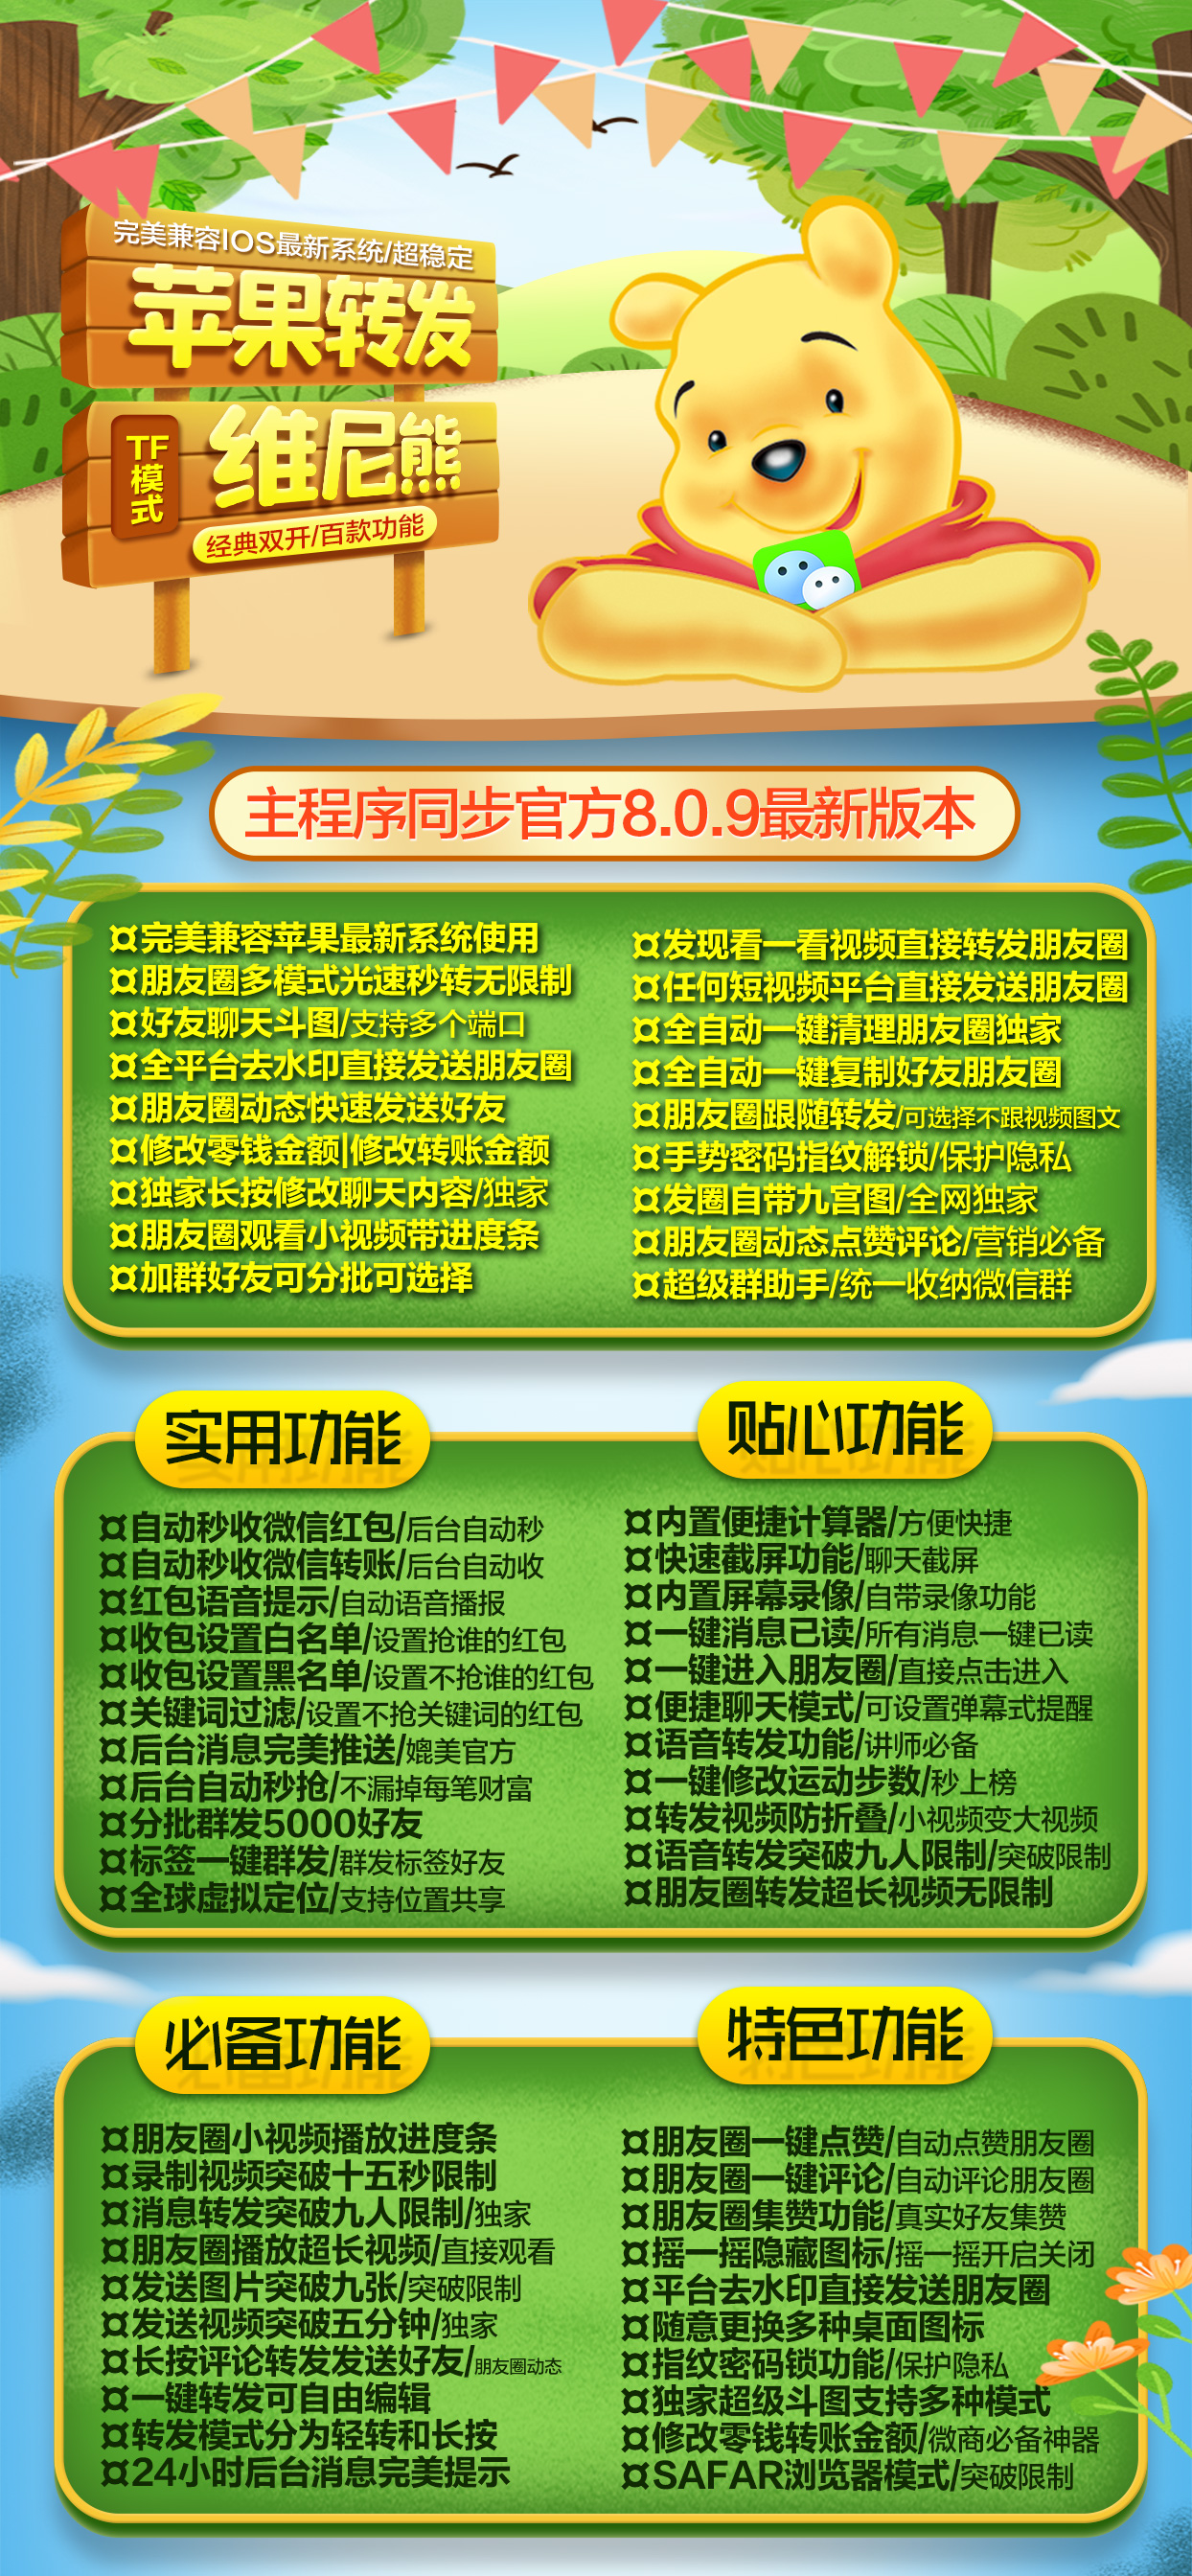 完美兼容IOS最新系统/超稳定
苹果转发
TF模式
维尼熊
经典双开/百款功能
主程序同步官方8.0.9最新版本
¤完美兼容苹果最新系统使用
¤朋友圈多模式光速秒转无限制
¤好友聊天斗图/支持多个端口
¤全平台去水印直接发送朋友圈
¤朋友圈动态快速发送好友
¤修改零钱金额|修改转账金额
¤独家长按修改聊天内容/独家
¤朋友圈观看小视频带进度条
¤加群好友可分批可选择
¤发现看一看视频直接转发朋友圈
¤任何短视频平台直接发送朋友圈
¤全自动一键清理朋友圈独家
¤全自动一键复制好友朋友圈
¤朋友圈跟随转发/可选择不跟视频图文
¤手势密码指纹解锁/保护隐私
¤发圈自带九宫图/全网独家
¤朋友圈动态点赞评论/营销必备
¤超级群助手/统一收纳微信群
实用功能
¤自动秒收微信红包/后台自动秒
¤自动秒收微信转账/后台自动收
¤红包语音提示/自动语音播报
¤收包设置白名单/设置抢谁的红包
¤收包设置黑名单/设置不抢谁的红包
¤关键词过滤/设置不抢关键词的红包
¤后台消息完美推送/媲美官方
¤后台自动秒抢/不漏掉每笔财富
¤分批群发5000好友
¤标签一键群发/群发标签好友
¤全球虚拟定位/支持位置共享
贴心功能
¤内置便捷计算器/方便快捷
¤快速截屏功能/聊天截屏
¤内置屏幕录像/自带录像功能
¤一键消息已读/所有消息一键已读
¤一键进入朋友圈/直接点击进入
¤便捷聊天模式/可设置弹幕式提醒
¤语音转发功能/讲师必备
¤一键修改运动步数/秒上榜
¤转发视频防折叠/小视频变大视频
¤语音转发突破九人限制/突破限制
¤朋友圈转发超长视频无限制
必备功能
¤朋友圈小视频播放进度条
¤录制视频突破十五秒限制
¤消息转发突破九人限制/独家
¤朋友圈播放超长视频/直接观看
¤发送图片突破九张/突破限制
¤发送视频突破五分钟/独家
¤长按评论转发发送好友/朋友圈动态
¤一键转发可自由编辑
¤转发模式分为轻转和长按
¤24小时后台消息完美提示
特色功能
¤朋友圈一键点赞/自动点赞朋友圈
¤朋友圈一键评论/自动评论朋友圈
¤朋友圈集赞功能/真实好友集赞
¤摇一摇隐藏图标/摇一摇开启关闭
¤平台去水印直接发送朋友圈
¤随意更换多种桌面图标
¤指纹密码锁功能/保护隐私
¤独家超级斗图支持多种模式
¤修改零钱转账金额/微商必备神器
¤SAFAR浏览器模式/突破限制